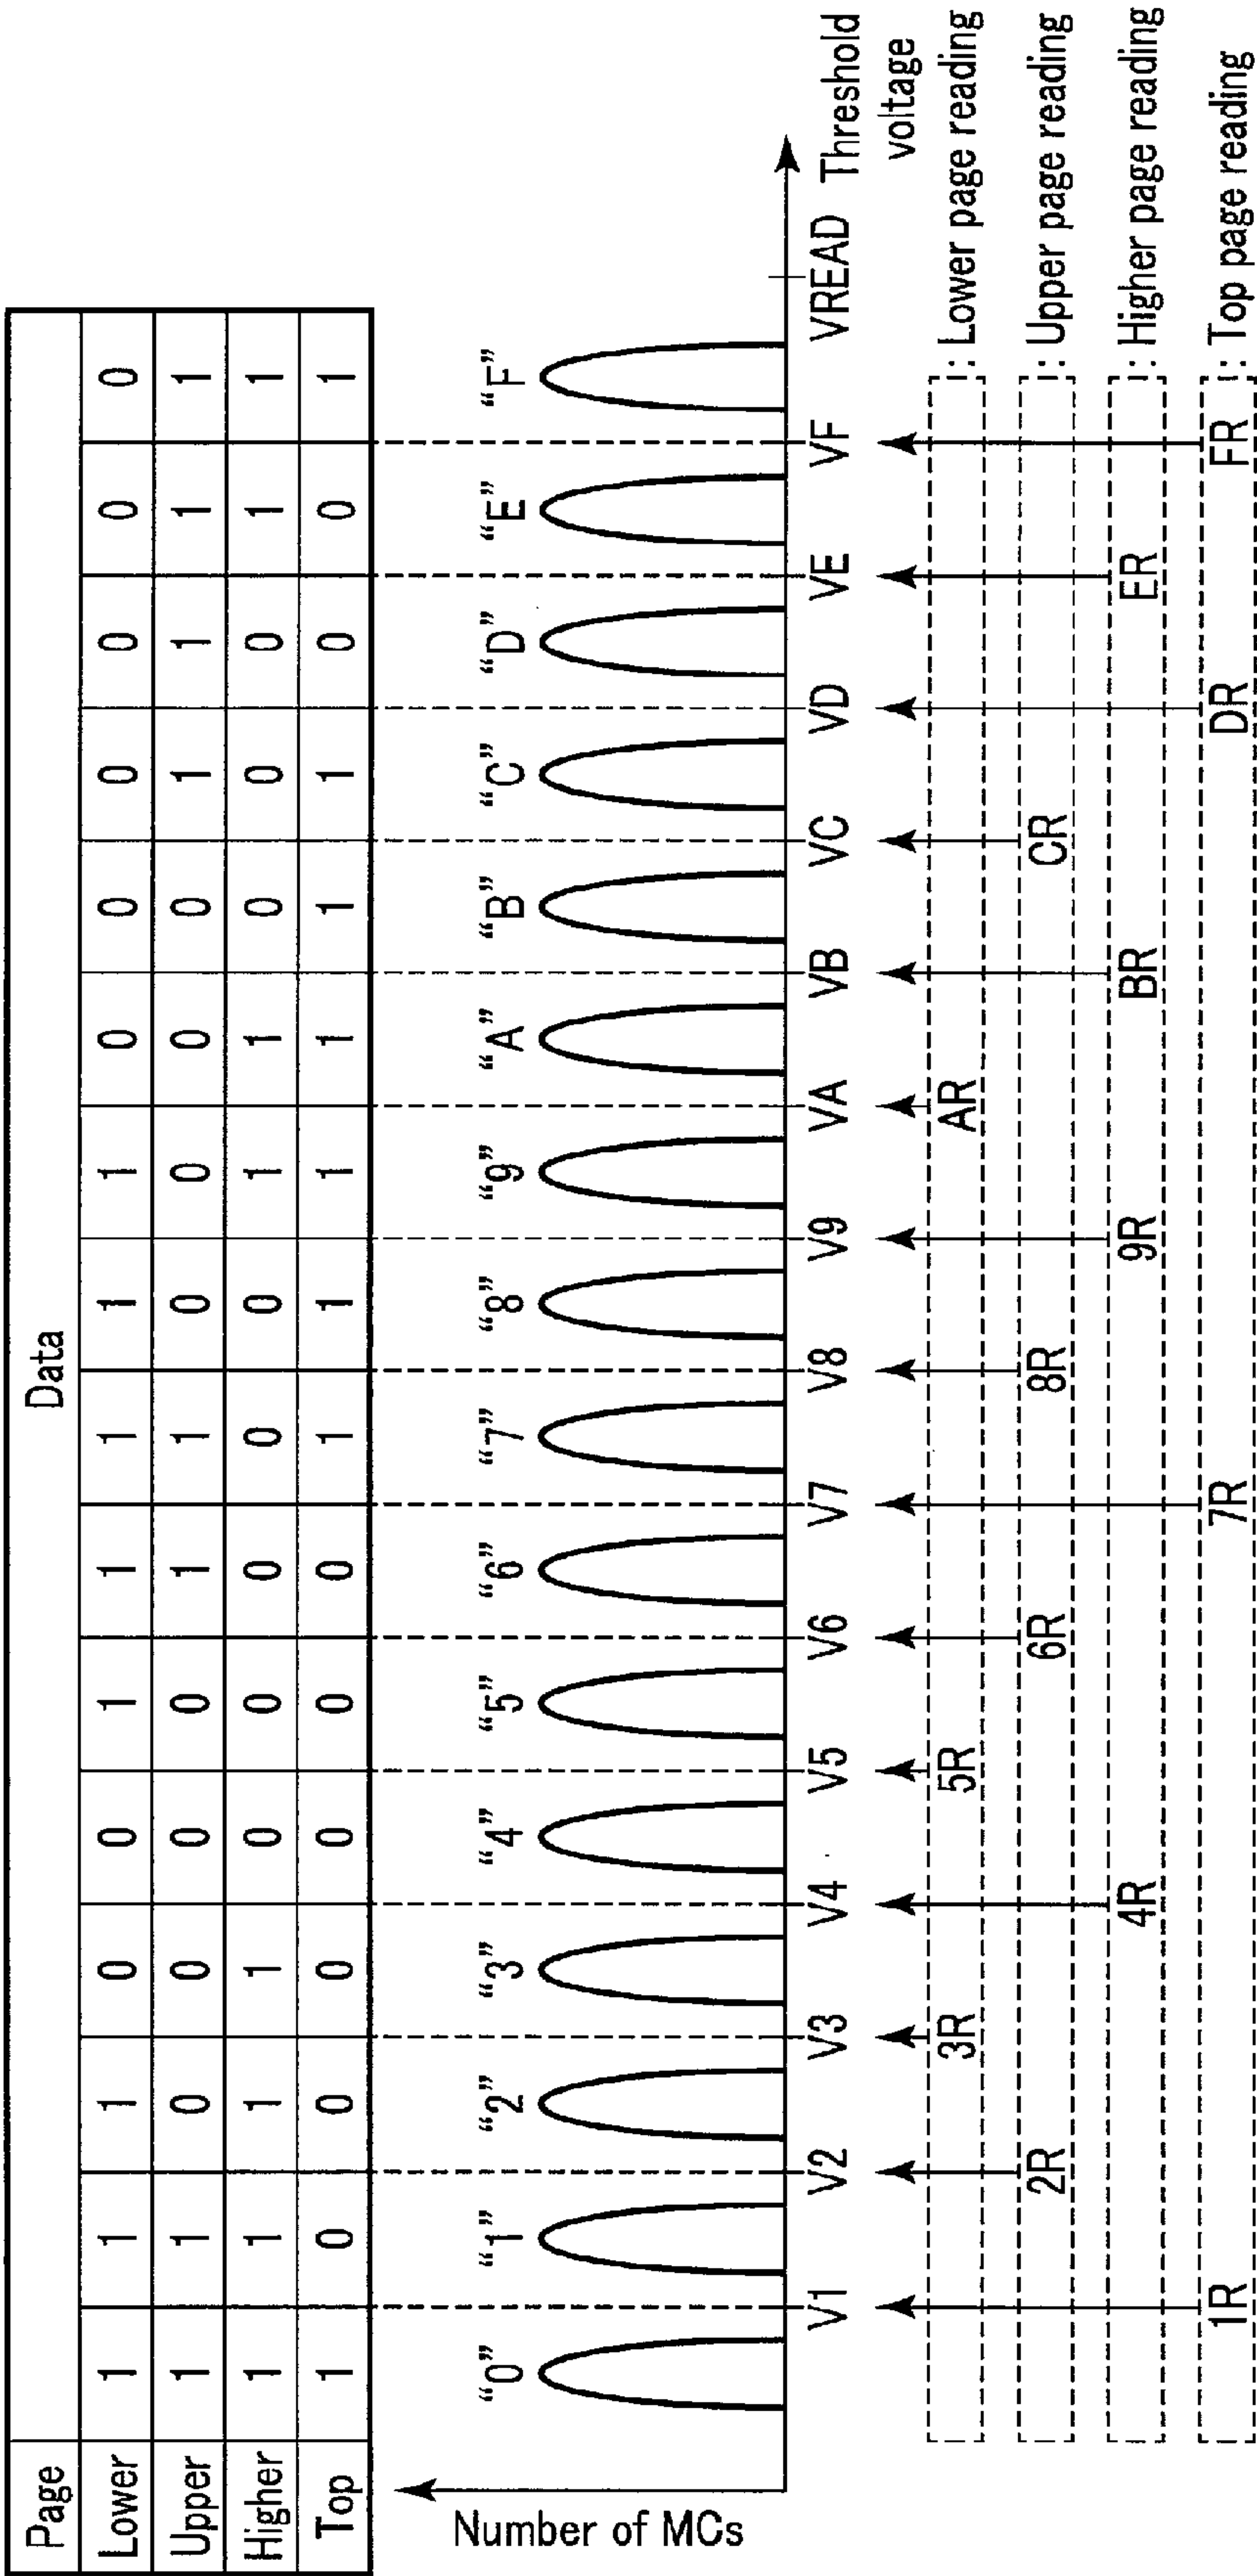 Page Data
Lower 1 1 1 0 0 1 1 1 1 1 0 0 0 0 0 0
Upper 1 1 0 0 0 0 1 1 0 0 0 0 1 1 1 1
Higher 1 1 1 1 0 0 0 0 0 1 1 0 0 0 1 1
Top 1 0 0 0 0 0 0 1 1 1 1 1 1 0 0 1
Number of MCs
“0” “1” “2” “3” “4” “5” “6” “7” “8” “9” “A” “B” “C” “D” “E” “F”
V1 V2 V3 V4 V5 V6 V7 V8 V9 VA VB VC VD VE VF VREAD Threshold
voltage
3R 5R AR : Lower page reading
2R 6R 8R CR : Upper page reading
4R 9R BR ER : Higher page reading
1R 7R DR FR : Top page reading